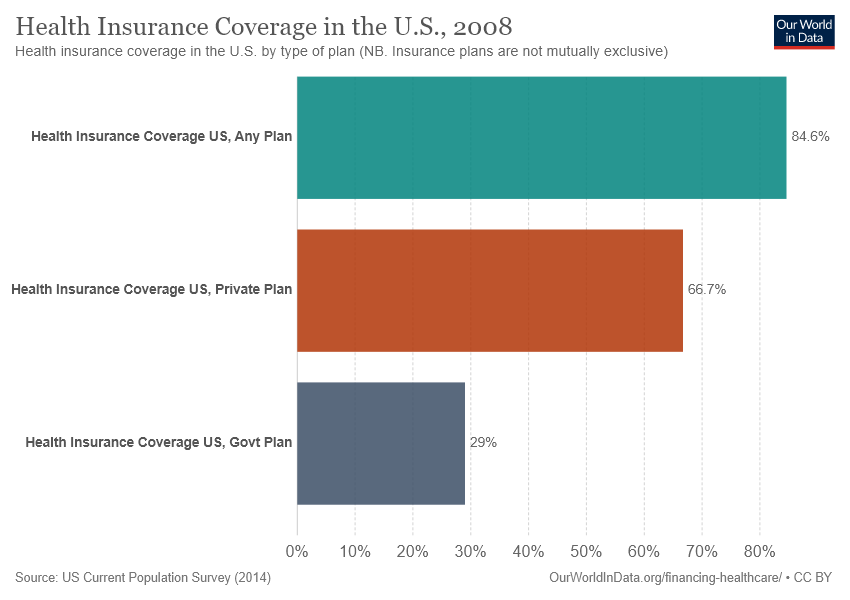 Health Insurance Coverage in the U.S., 2008
Health insurance coverage in the U.S. by type of plan (NB. Insurance plans are not mutually exclusive)
Our World
in Data
Health Insurance Coverage US, Any Plan
84.6%
Health Insurance Coverage US, Private Plan
66.7%
Health Insurance Coverage US, Govt Plan
29%
0% 10% 20% 30% 40% 50% 60% 70% 80%
Source: US Current Population Survey (2014)
OurWorldInData.org/financing-healthcare/ • CC BY